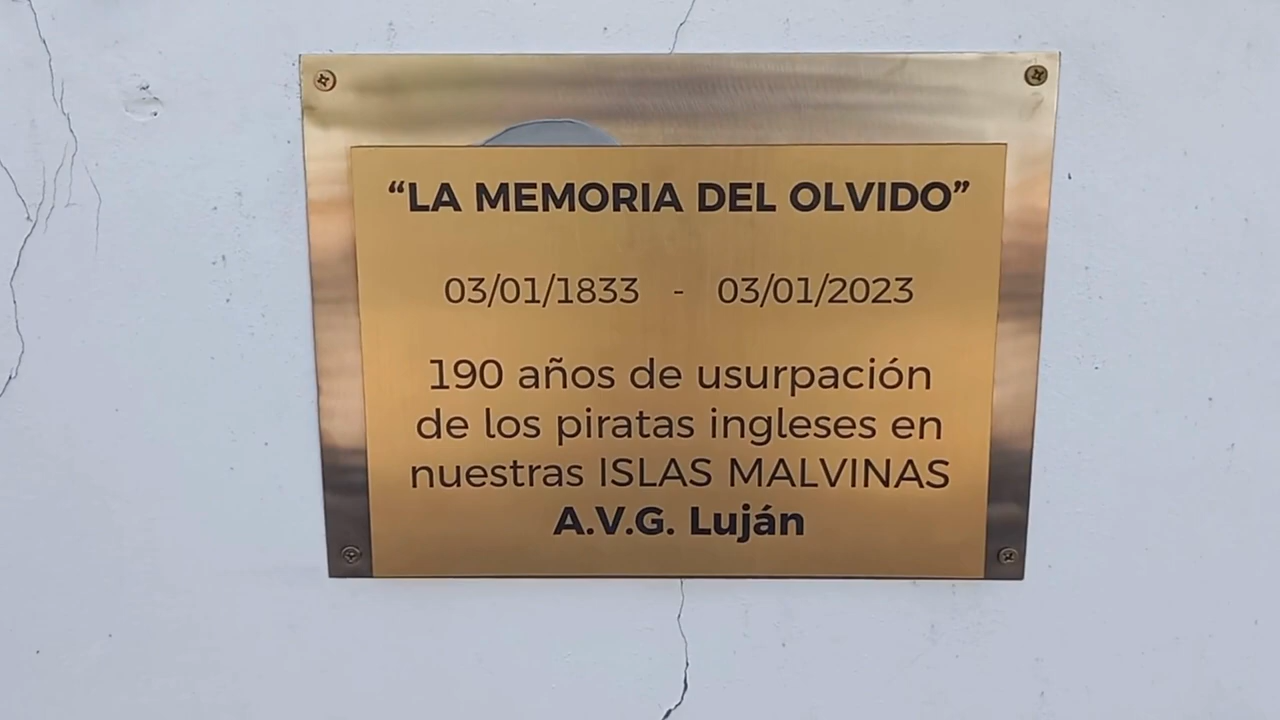 “LA MEMORIA DEL OLVIDO”
03/01/1833 - 03/01/2023
190 años de usurpación
de los piratas ingleses en
nuestras ISLAS MALVINAS
A.V.G. Luján